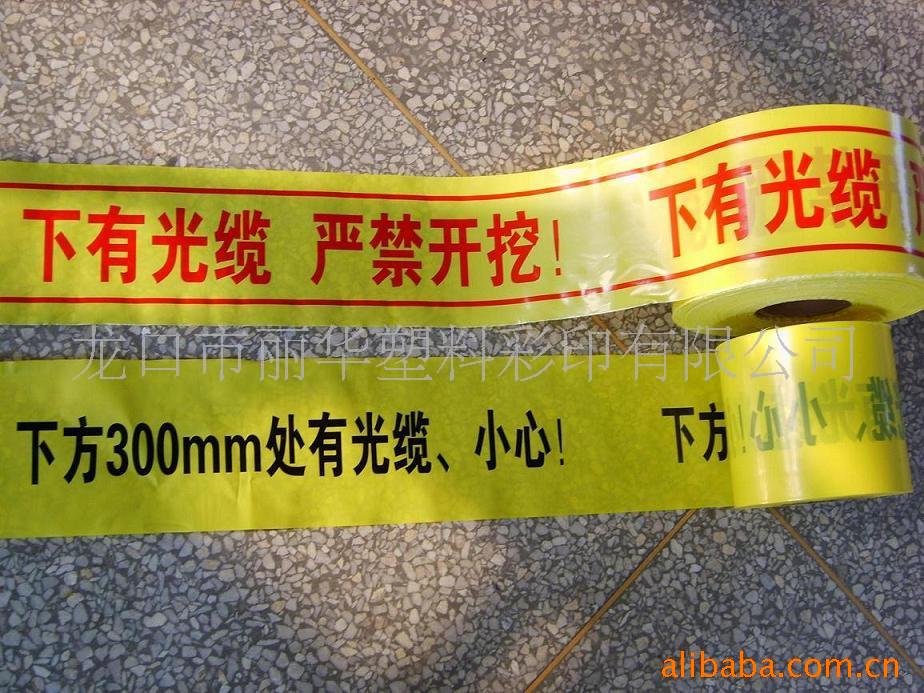 下有光缆 严禁开挖! 下有光缆
龙口市丽华塑料彩印有限公司
下方300mm处有光缆、小心! 下方
alibaba.com.cn